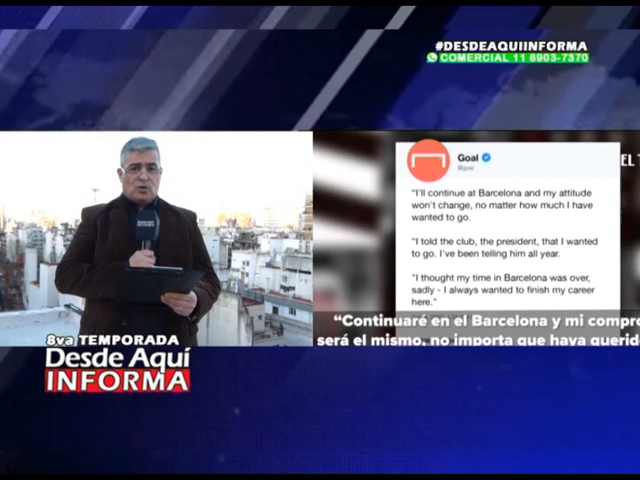 #DESDEAQUIINFORMA
COMERCIAL 11 6903-7370
Goal
@goal
"I'll continue at Barcelona and my attitude
won't change, no matter how much I have
wanted to go.
"I told the club, the president, that I wanted
to go. I've been telling him all year.
"I thought my time in Barcelona was over,
sadly - I always wanted to finish my career
here."
“Continuaré en el Barcelona y mi compro
será el mismo, no importa que haya querid
8va TEMPORADA
Desde Aquí
INFORMA